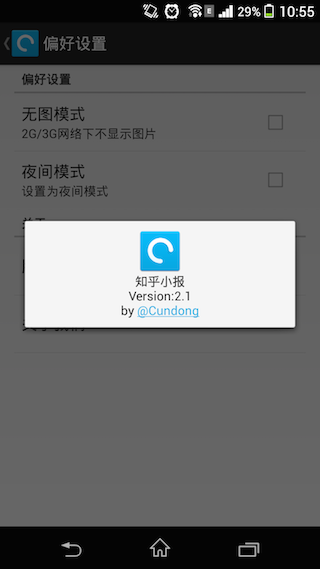 E 29% 10:55
偏好设置
偏好设置
无图模式
2G/3G网络下不显示图片
夜间模式
设置为夜间模式
知乎小报
Version:2.1
by @Cundong